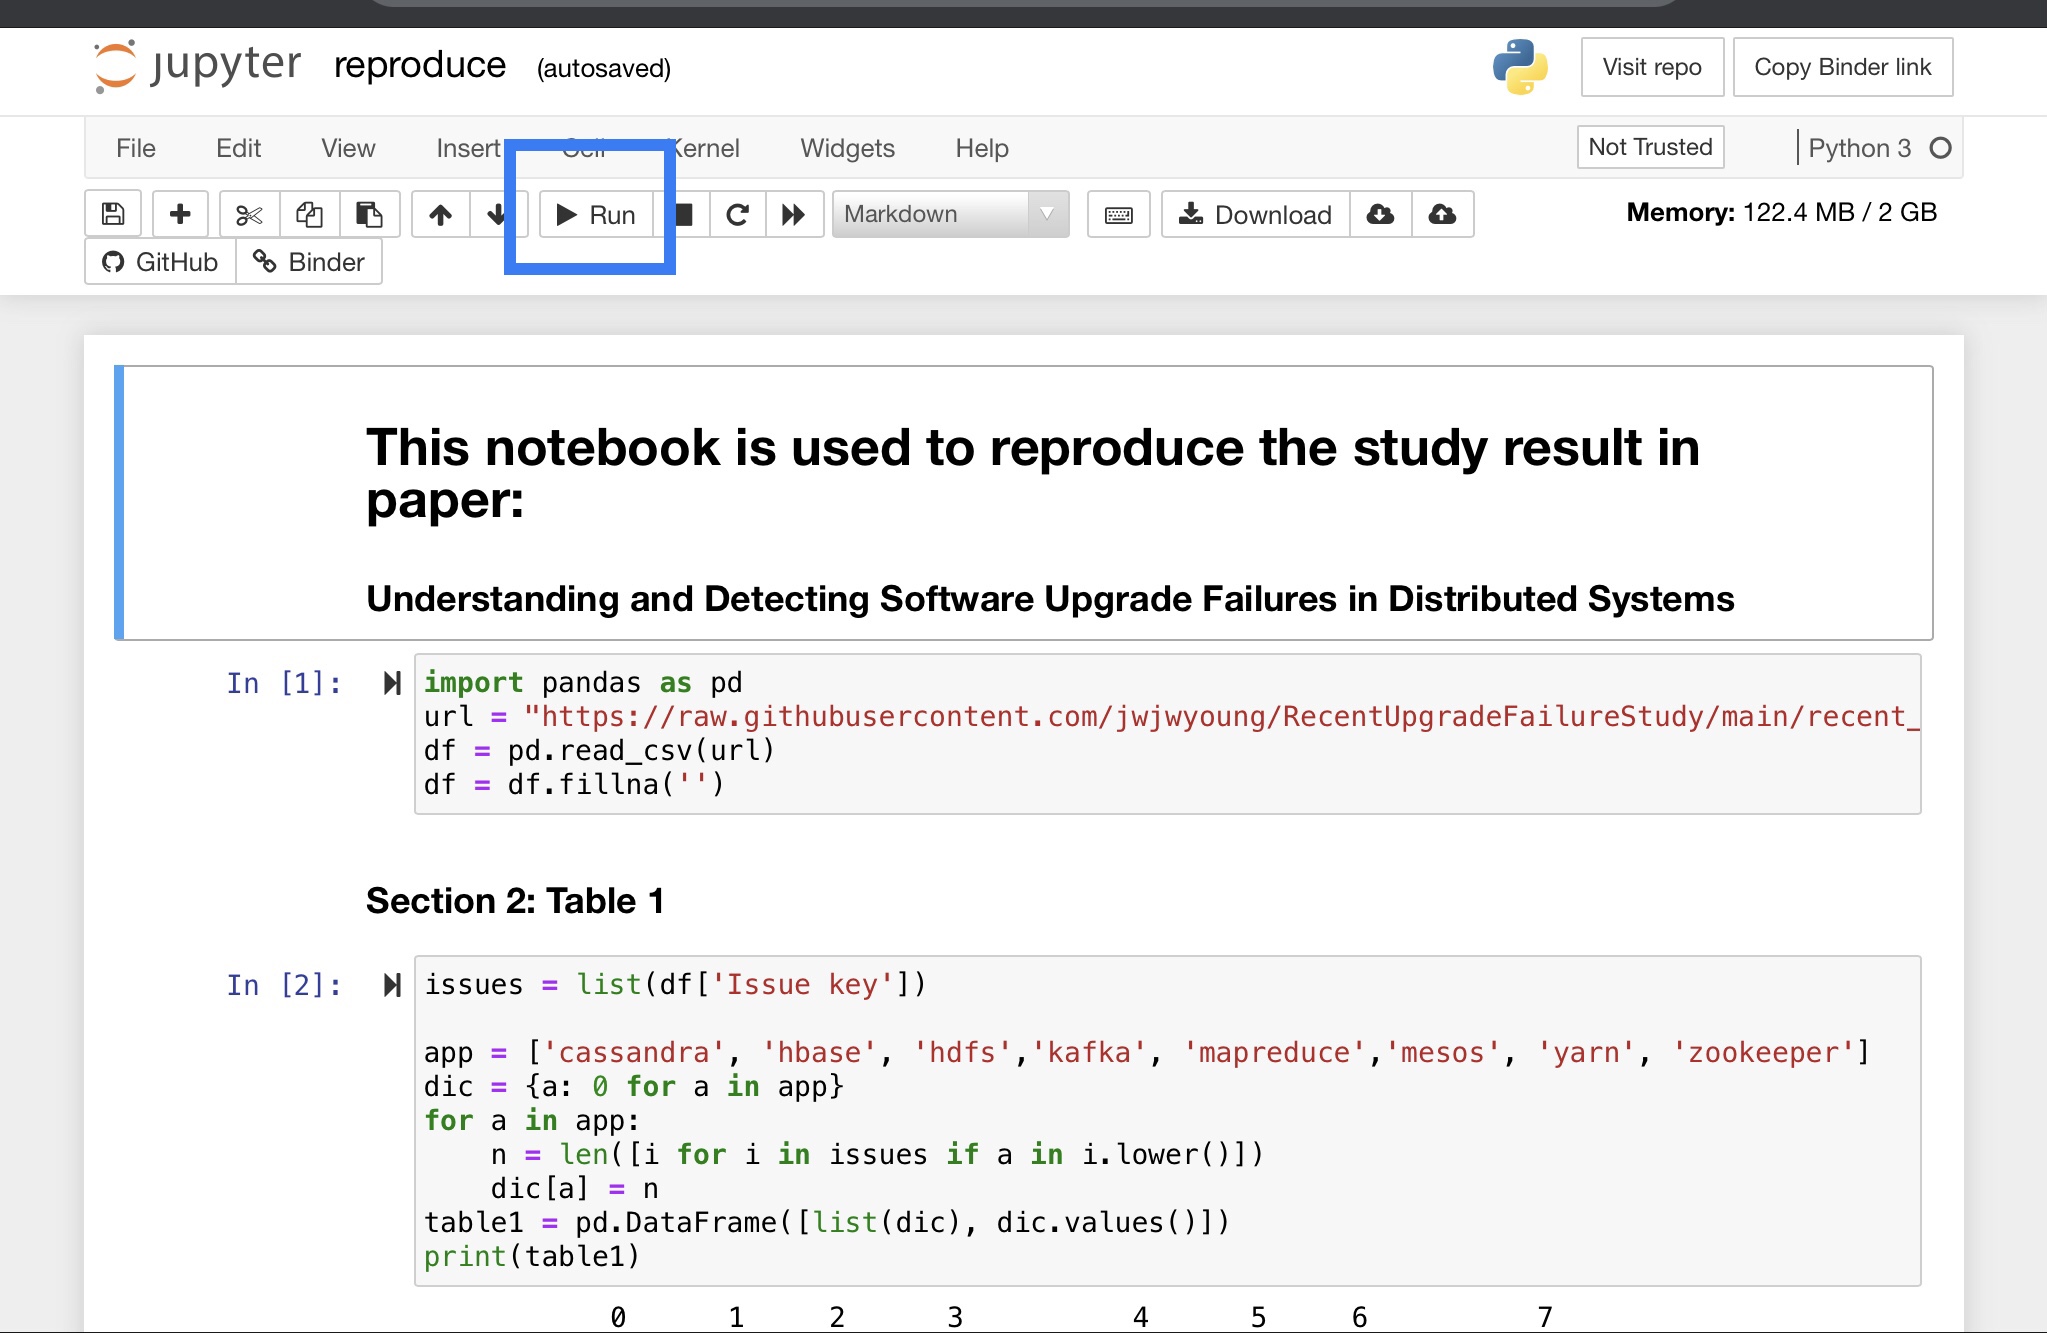 jupyter reproduce (autosaved)
Visit repo
Copy Binder link
File Edit View Insert Cell Kernel Widgets Help
Not Trusted
Python 3
Run
Markdown
Download
Memory: 122.4 MB / 2 GB
GitHub
Binder
This notebook is used to reproduce the study result in
paper:
Understanding and Detecting Software Upgrade Failures in Distributed Systems
In [1]:
import pandas as pd
url = "https://raw.githubusercontent.com/jwjwyoung/RecentUpgradeFailureStudy/main/recent_
df = pd.read_csv(url)
df = df.fillna('')
Section 2: Table 1
In [2]:
issues = list(df['Issue key'])
app = ['cassandra', 'hbase', 'hdfs','kafka', 'mapreduce','mesos', 'yarn', 'zookeeper']
dic = {a: 0 for a in app}
for a in app:
    n = len([i for i in issues if a in i.lower()])
    dic[a] = n
table1 = pd.DataFrame([list(dic), dic.values()])
print(table1)
0 1 2 3 4 5 6 7